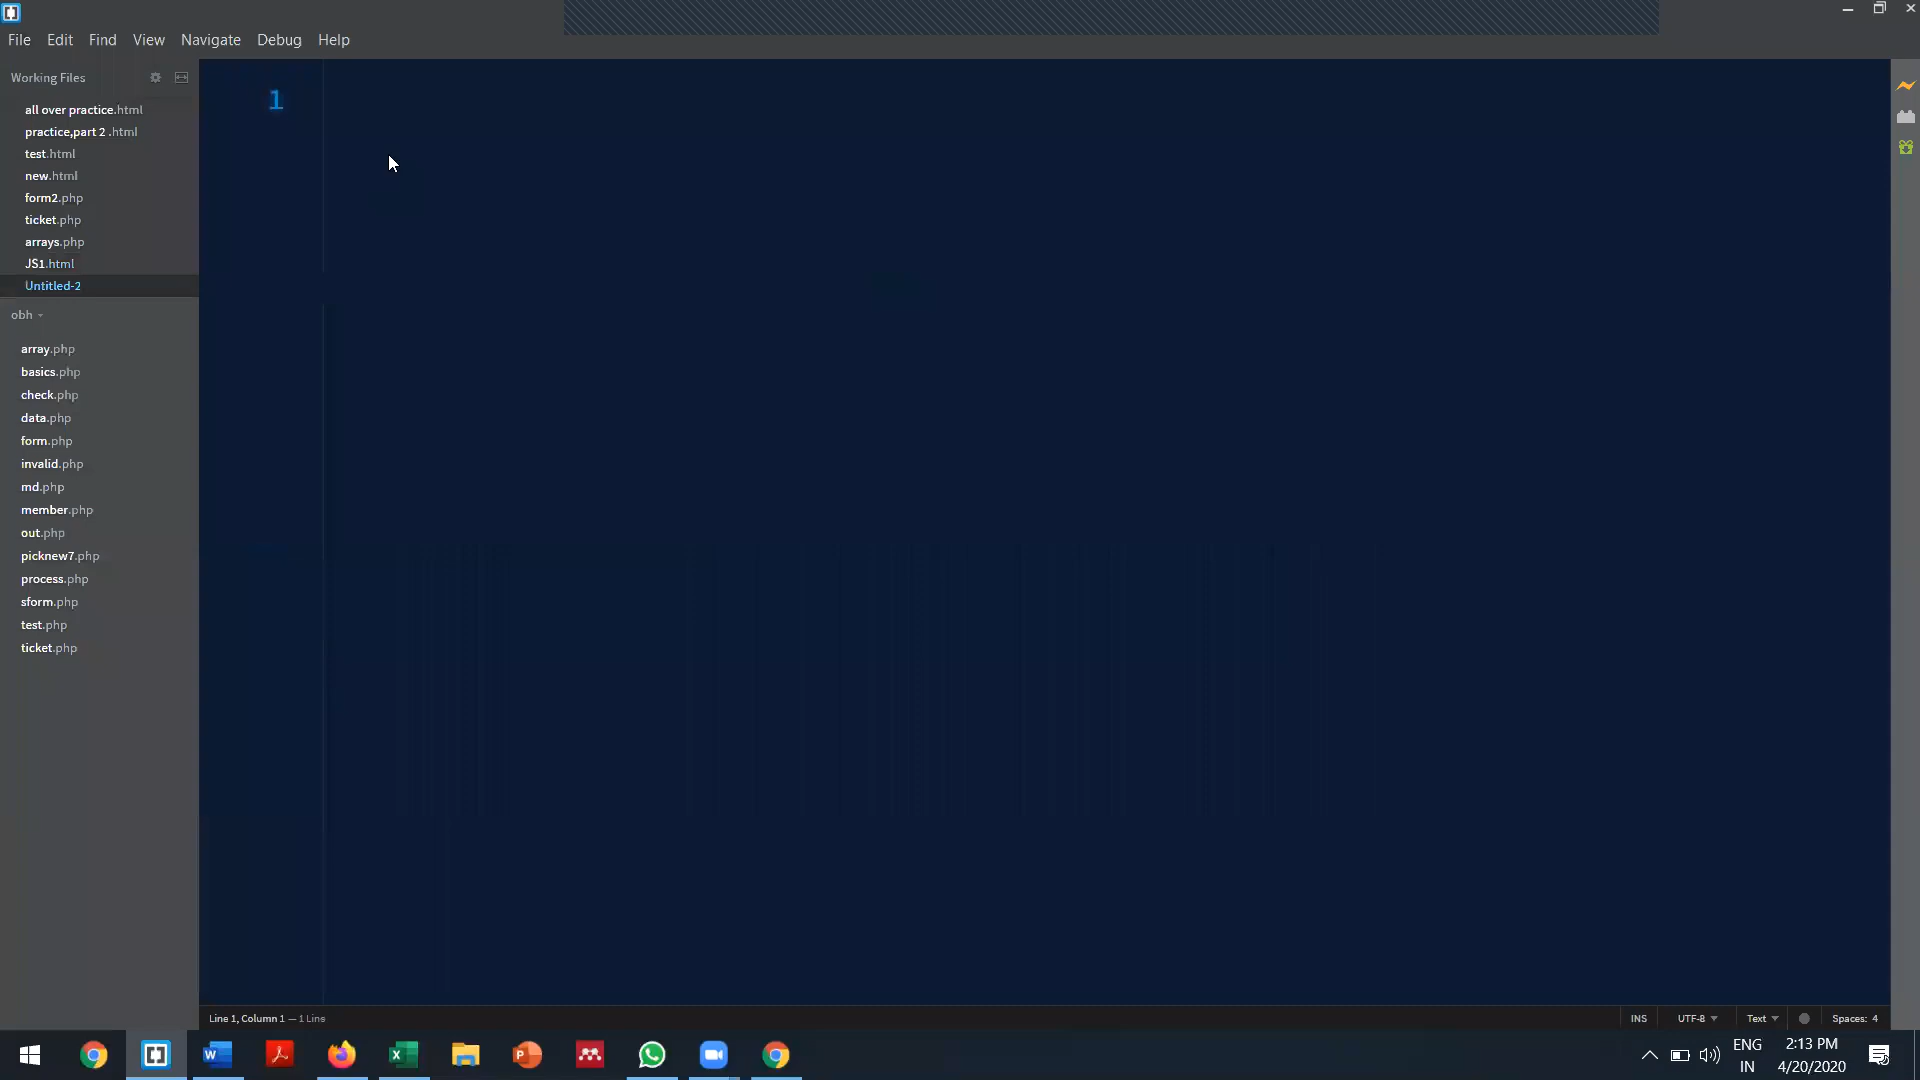 File Edit Find View Navigate Debug Help
Working Files
all over practice.html
practice,part 2 .html
test.html
new.html
form2.php
ticket.php
arrays.php
JS1.html
Untitled-2
obh
array.php
basics.php
check.php
data.php
form.php
invalid.php
md.php
member.php
out.php
picknew7.php
process.php
sform.php
test.php
ticket.php
1
Line 1, Column 1 — 1 Line
INS UTF-8 Text Spaces: 4
ENG
IN
2:13 PM
4/20/2020